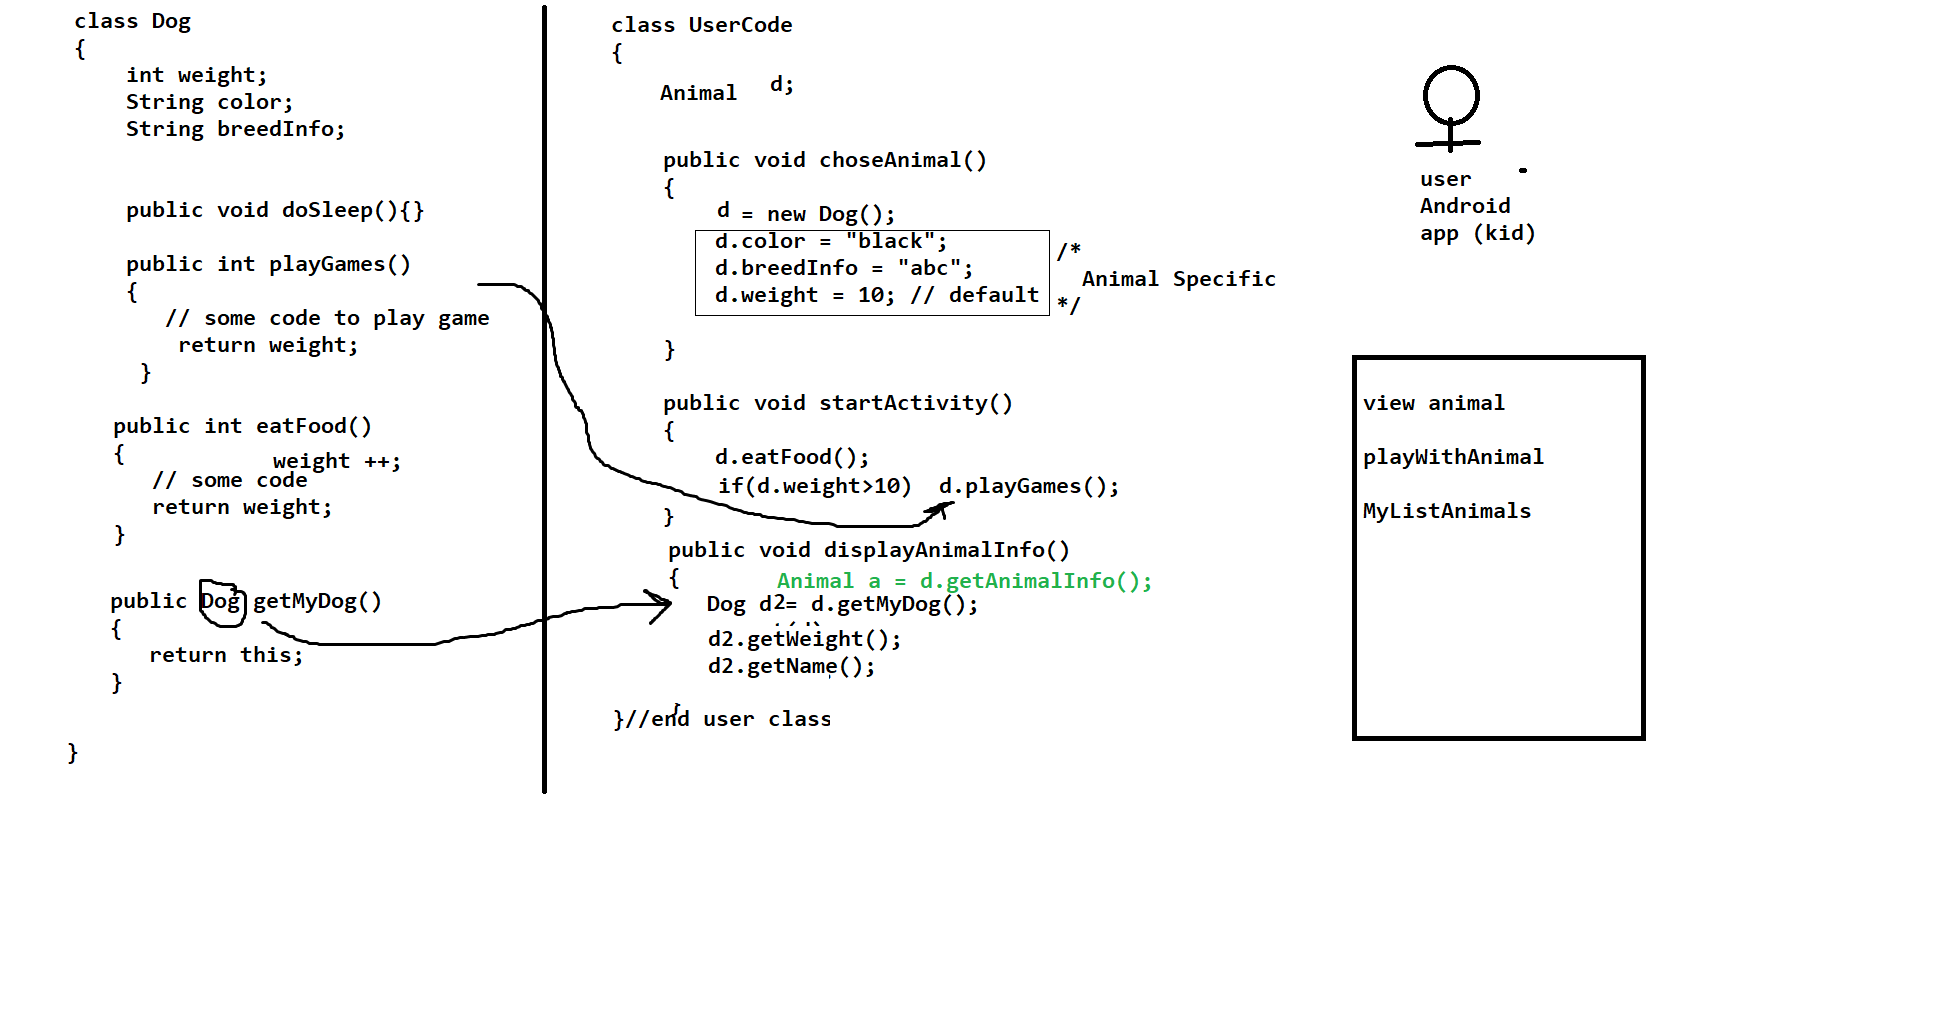 class Dog
{
int weight;
String color;
String breedInfo;
public void doSleep(){}
public int playGames()
{
// some code to play game
return weight;
}
public int eatFood()
{
weight ++;
// some code
return weight;
}
public Dog getMyDog()
{
return this;
}
}
class UserCode
{
Animal d;
public void choseAnimal()
{
d = new Dog();
d.color = "black";
d.breedInfo = "abc";
d.weight = 10; // default
/*
Animal Specific
*/
}
public void startActivity()
{
d.eatFood();
if(d.weight>10) d.playGames();
}
public void displayAnimalInfo()
{
Animal a = d.getAnimalInfo();
Dog d2= d.getMyDog();
d2.getWeight();
d2.getName();
}
}//end user class
user
Android
app (kid)
view animal
playWithAnimal
MyListAnimals